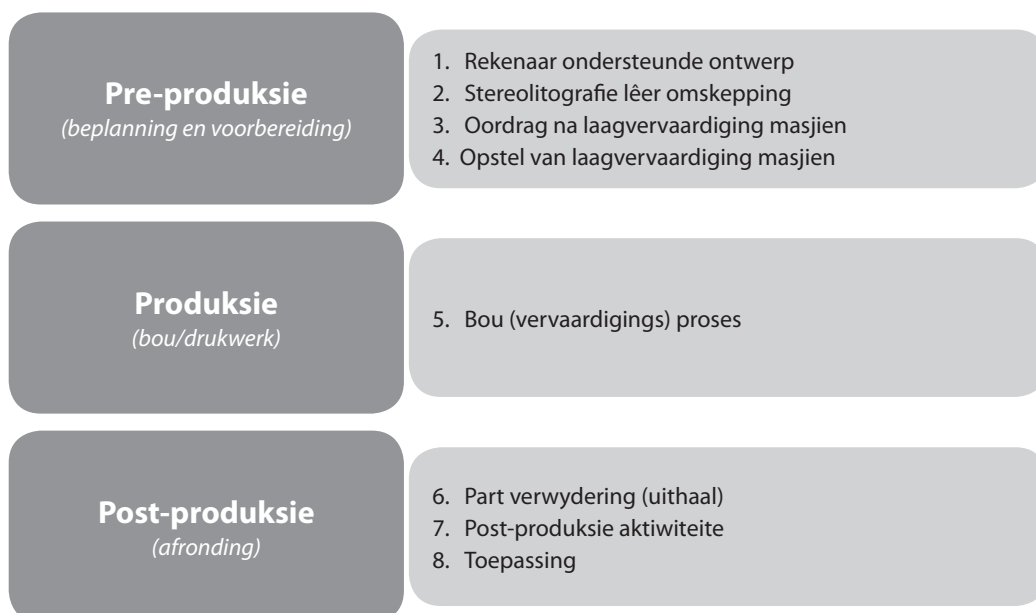 Pre-produksie
(beplanning en voorbereiding)
1. Rekenaar ondersteunde ontwerp
2. Stereolitografie lêer omskepping
3. Oordrag na laagvervaardiging masjien
4. Opstel van laagvervaardiging masjien
Produksie
(bou/drukwerk)
5. Bou (vervaardigings) proses
Post-produksie
(afronding)
6. Part verwydering (uithaal)
7. Post-produksie aktiwiteite
8. Toepassing